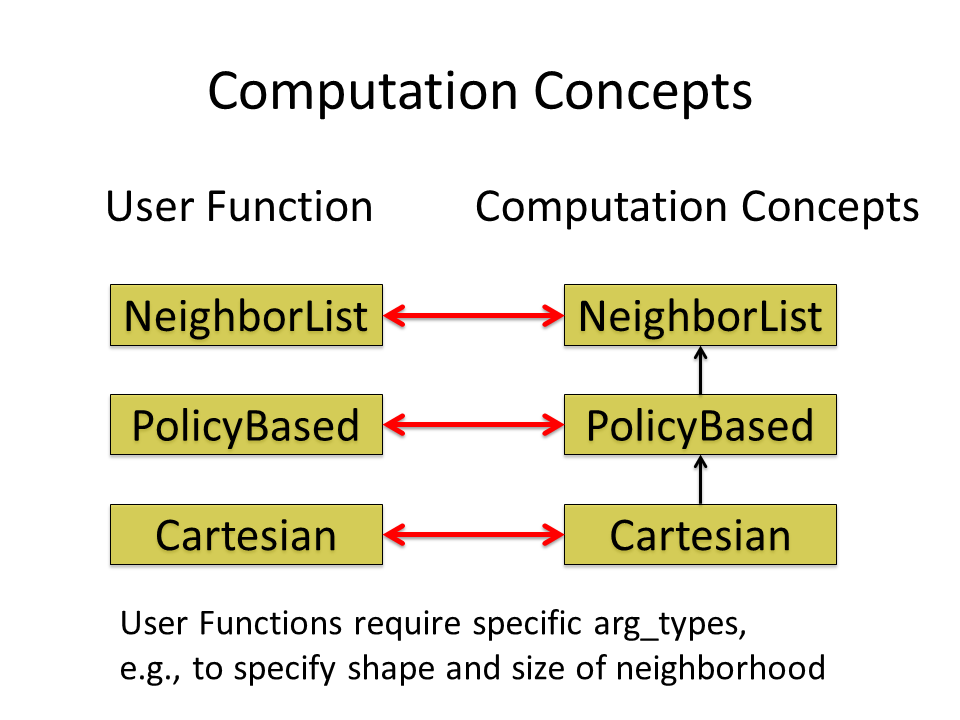 Computation Concepts
User Function
Computation Concepts
NeighborList
NeighborList
PolicyBased
PolicyBased
Cartesian
Cartesian
User Functions require specific arg_types,
e.g., to specify shape and size of neighborhood